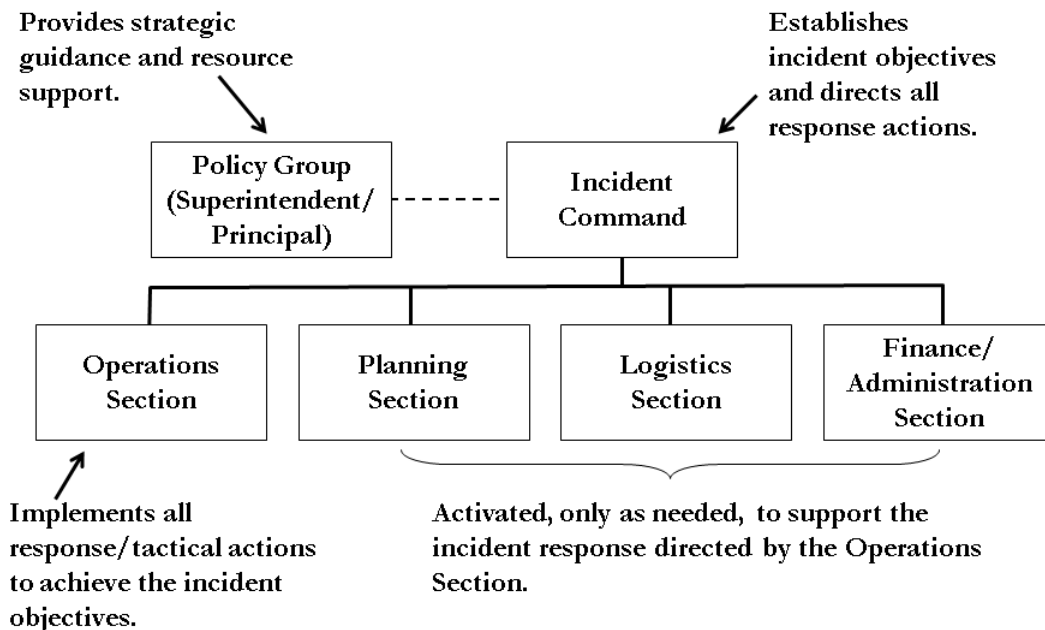 Provides strategic
guidance and resource
support.
Establishes
incident objectives
and directs all
response actions.
Policy Group
(Superintendent/
Principal)
Incident
Command
Operations
Section
Planning
Section
Logistics
Section
Finance/
Administration
Section
Implements all
response/tactical actions
to achieve the incident
objectives.
Activated, only as needed, to support the
incident response directed by the Operations
Section.